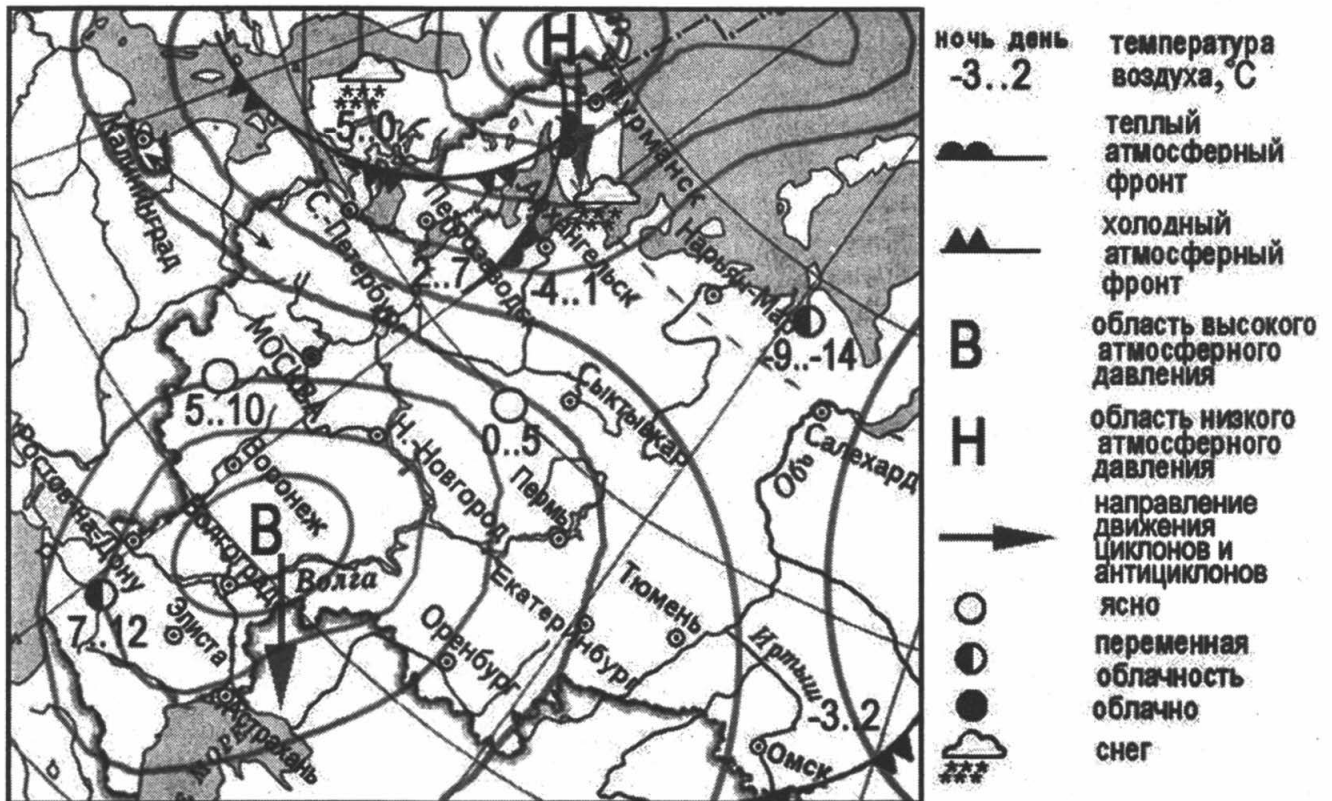 Н
-5..0
Мурманск
Калининград
С.-Петербург
Петрозаводск
Архангельск
Нарьян-Мар
2..7
-4..1
-9..-14
МОСКВА
5..10
0..5
Сыктывкар
Салехард
Обь
Н.-Новгород
Пермь
Воронеж
Ростов-на-Дону
Волгоград
В
Волга
Элиста
7..12
Екатеринбург
Тюмень
Оренбург
Иртыш
-3..2
Астрахань
МОРЕ
Омск
ночь день
-3..2
температура
воздуха,°С
теплый
атмосферный
фронт
холодный
атмосферный
фронт
В
область высокого
атмосферного
давления
Н
область низкого
атмосферного
давления
направление
движения
циклонов и
антициклонов
ясно
переменная
облачность
облачно
снег